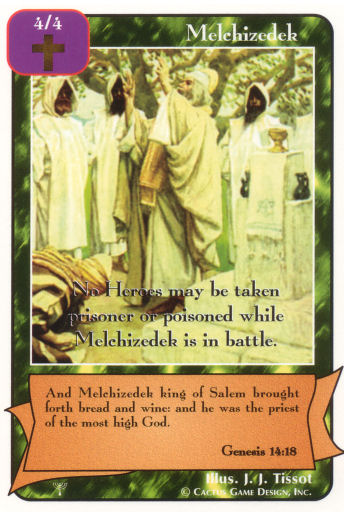 4/4
Melchizedek
No Heroes may be taken
prisoner or poisoned while
Melchizedek is in battle.
And Melchizedek king of Salem brought
forth bread and wine: and he was the priest
of the most high God.
Genesis 14:18
Illus. J. J. Tissot
© Cactus Game Design, Inc.